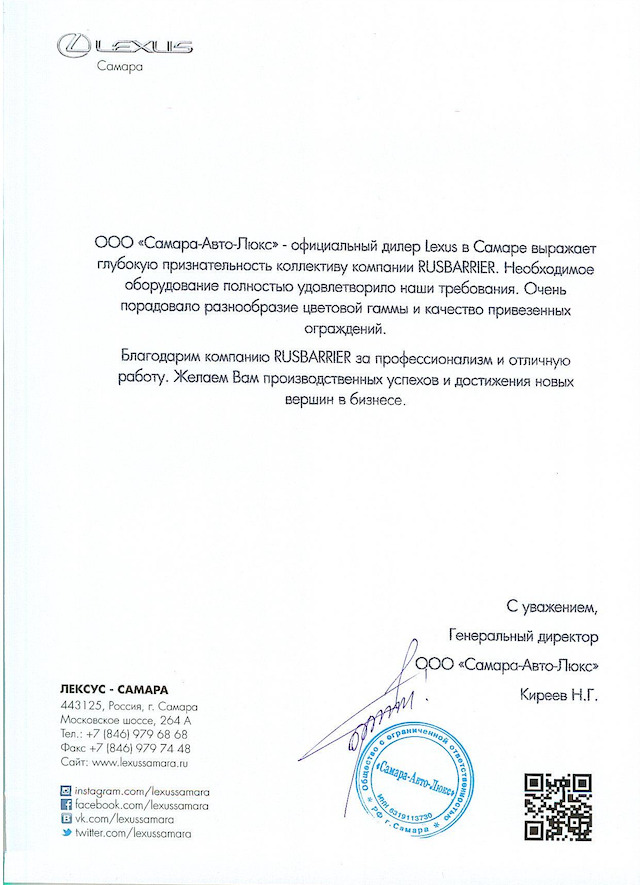 LEXUS
Самара
ООО «Самара-Авто-Люкс» - официальный дилер Lexus в Самаре выражает
глубокую признательность коллективу компании RUSBARRIER. Необходимое
оборудование полностью удовлетворило наши требования. Очень
порадовало разнообразие цветовой гаммы и качество привезенных
ограждений.
Благодарим компанию RUSBARRIER за профессионализм и отличную
работу. Желаем Вам производственных успехов и достижения новых
вершин в бизнесе.
С уважением,
Генеральный директор
ООО «Самара-Авто-Люкс»
Киреев Н.Г.
ЛЕКСУС - САМАРА
443125, Россия, г. Самара
Московское шоссе, 264 А
Тел.: +7 (846) 979 68 68
Факс +7 (846) 979 74 48
Сайт: www.lexussamara.ru
instagram.com/lexussamara
facebook.com/lexussamara
vk.com/lexussamara
twitter.com/lexussamara
Общество с ограниченной ответственностью
«Самара-Авто-Люкс»
ИНН 6319113730
* РФ г.Самара *